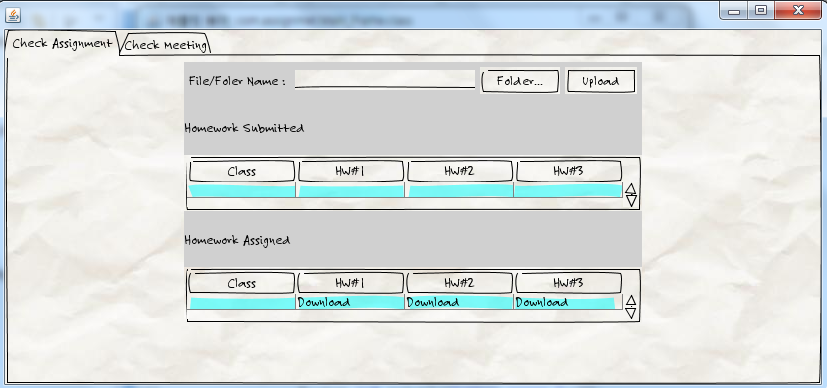 Check Assignment Check Meeting
File/Foler Name : Folder... Upload
Homework Submitted
Class HW#1 HW#2 HW#3
Homework Assigned
Class HW#1 HW#2 HW#3
Download Download Download